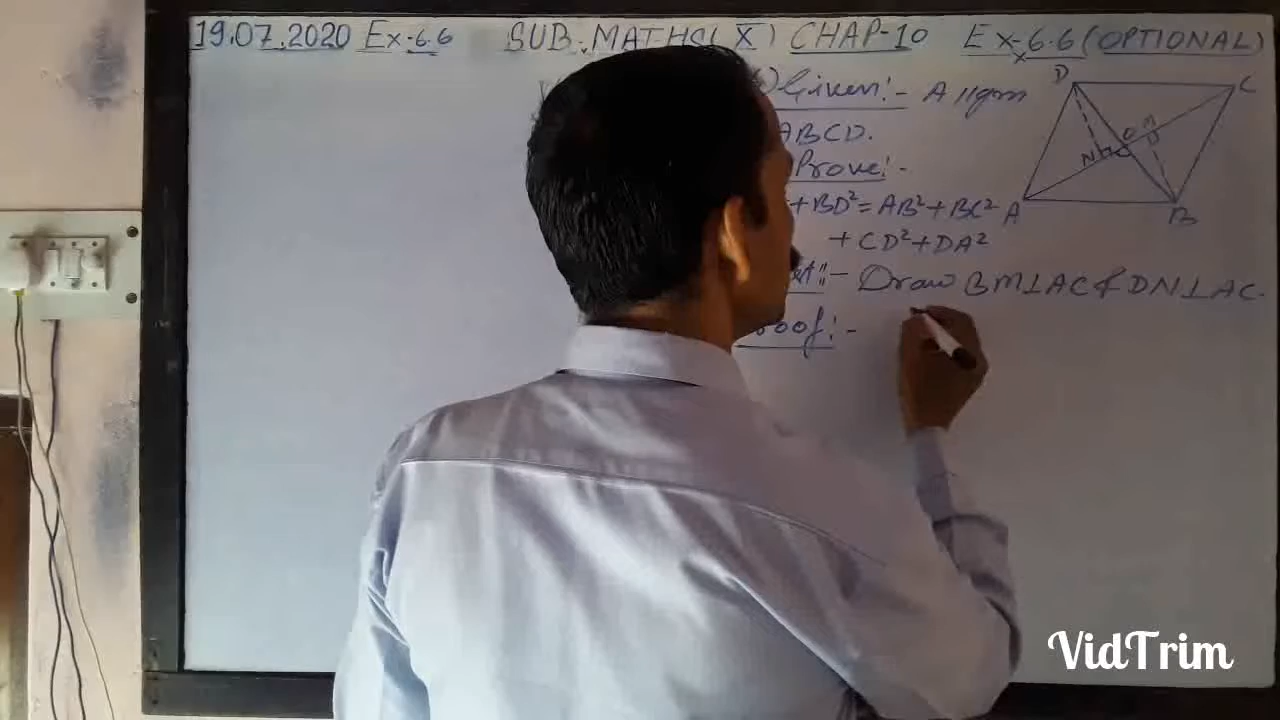 19.07.2020 Ex-6.6 SUB-MATHS(X) CHAP-10 Ex-6.6 (OPTIONAL)
Given:- A ||gm
ABCD.
Prove:-
+BD²=AB²+BC²
+CD²+DA²
:- Draw BM⊥AC & DN⊥AC.
:-
D C
O M
N
A B
VidTrim